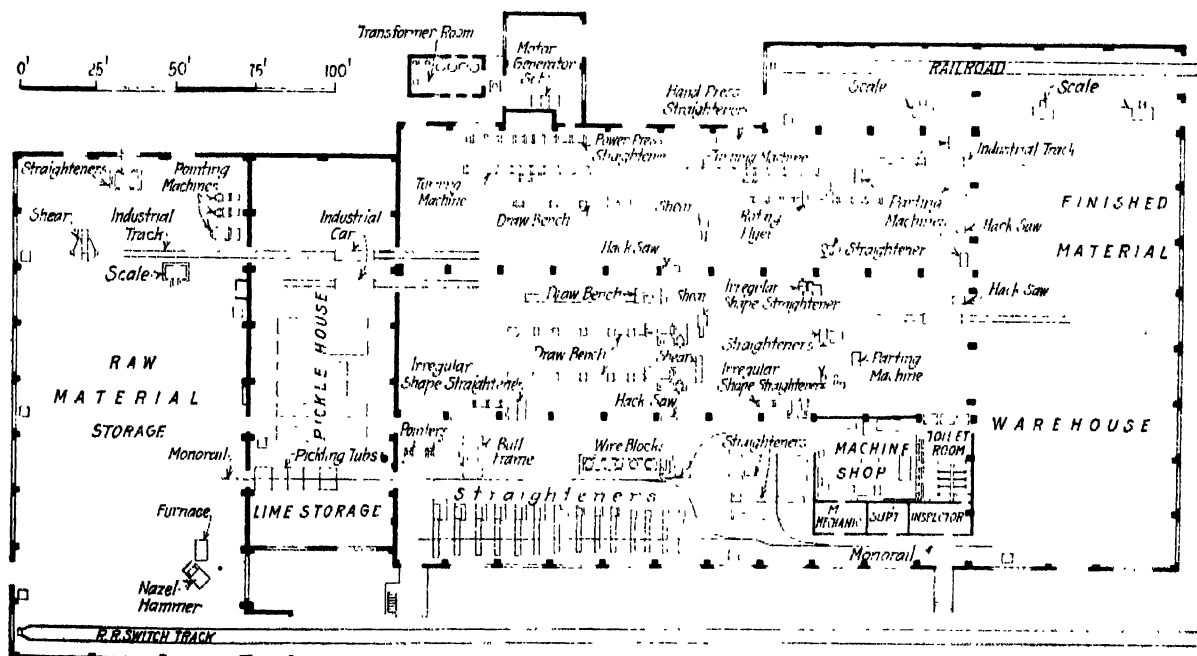 0' 25' 50' 75' 100'
Transformer Room
Motor
Generator
Set
RAILROAD
Scale
Scale
Hand Press
Straighteners
Straighteners
Pointing
Machines
Shear
Industrial
Track
Industrial
Car
Scale
Turning
Machine
Power Press
Straightener
Turning Machine
Industrial Track
Draw Bench
Shear
Parting
Machines
Hack Saw
FINISHED
MATERIAL
Straightener
Hack Saw
Hack Saw
Draw Bench
Shear
Irregular
Shape Straightener
Draw Bench
Shear
Straighteners
Parting
Machine
Irregular
Shape Straightener
Irregular
Shape Straighteners
Hack Saw
RAW
MATERIAL
STORAGE
PICKLE HOUSE
WAREHOUSE
Monorail
Pickling Tubs
Pointers
Bull
Frame
Wire Blocks
Straighteners
MACHINE
SHOP
TOILET
ROOM
Straighteners
LIME STORAGE
M
MECHANIC
SUPT
INSPECTOR
Monorail
Furnace
Nazel
Hammer
R.R. SWITCH TRACK